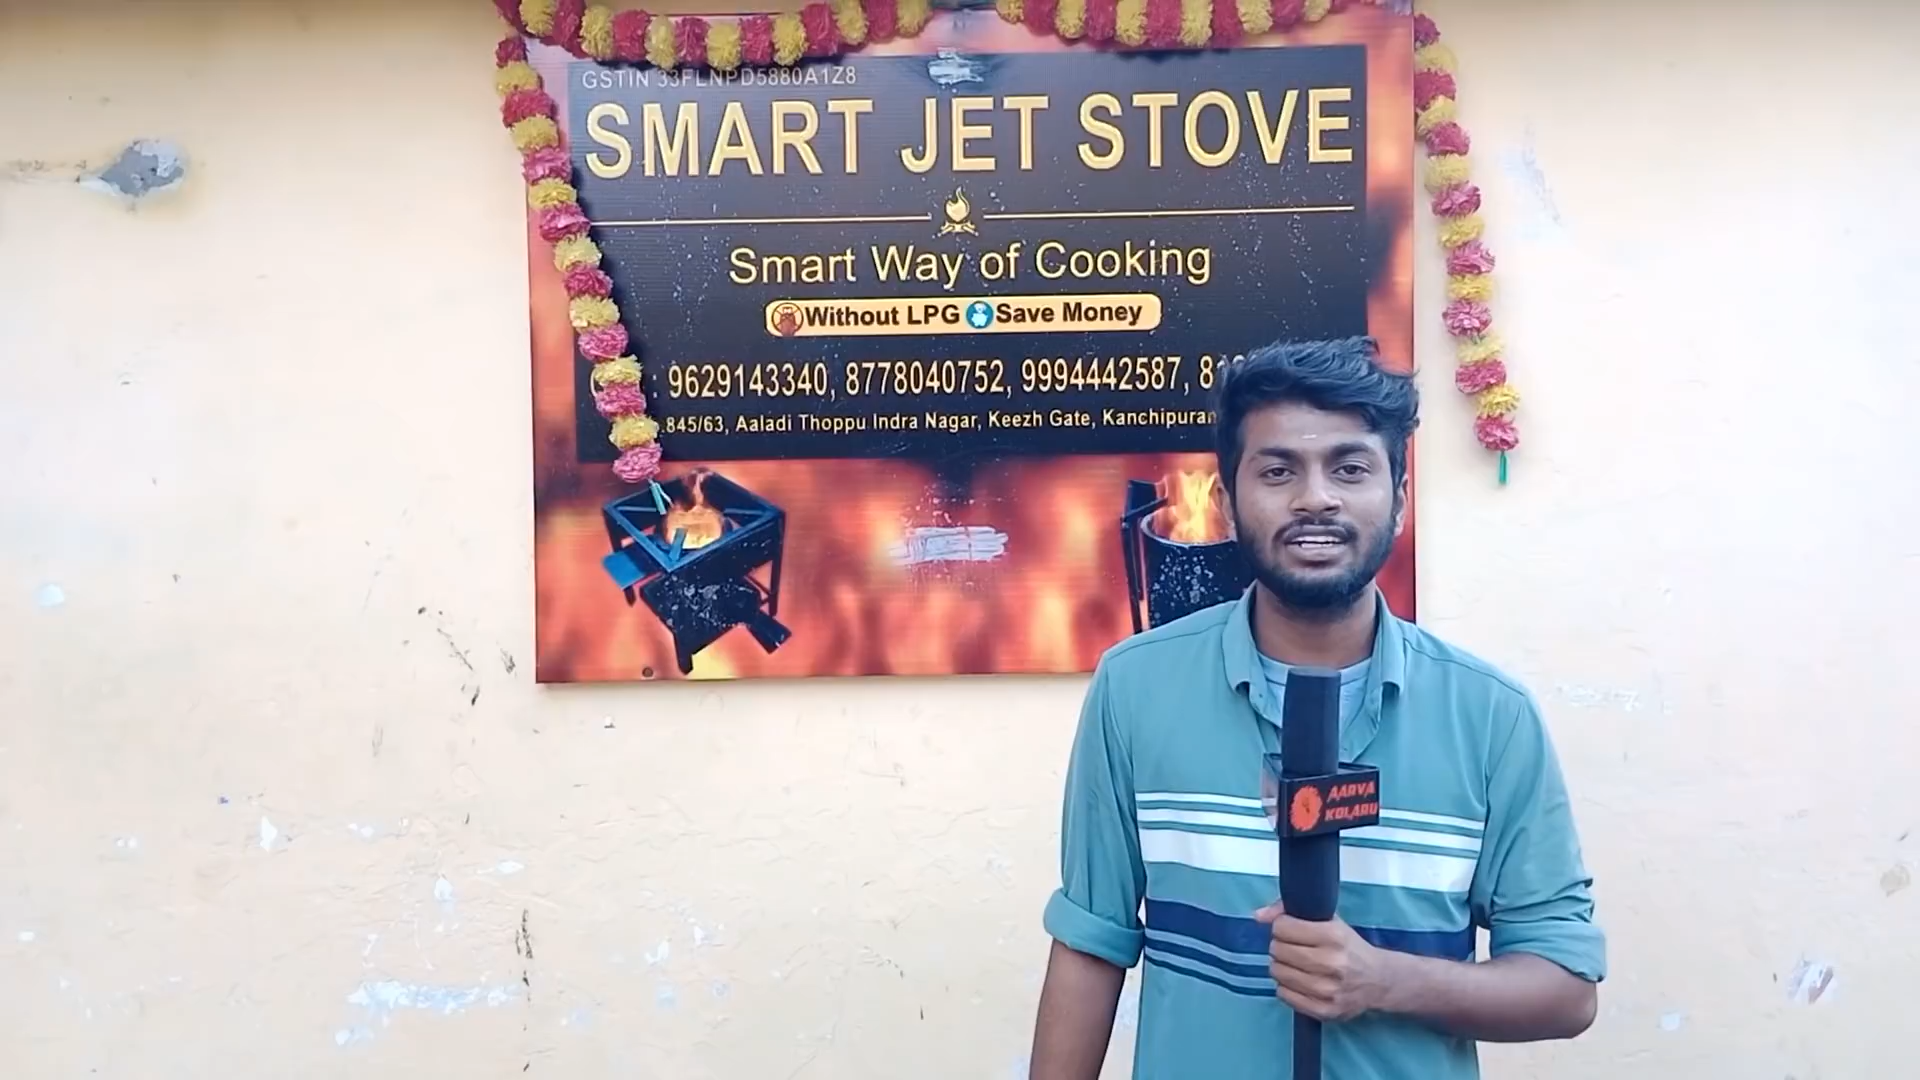 GSTIN 33FLNPD5880A1Z8
SMART JET STOVE
Smart Way of Cooking
Without LPG Save Money
: 9629143340, 8778040752, 9994442587,
.845/63, Aaladi Thoppu Indra Nagar, Keezh Gate, Kanchipuram
AARVA
KOLARU